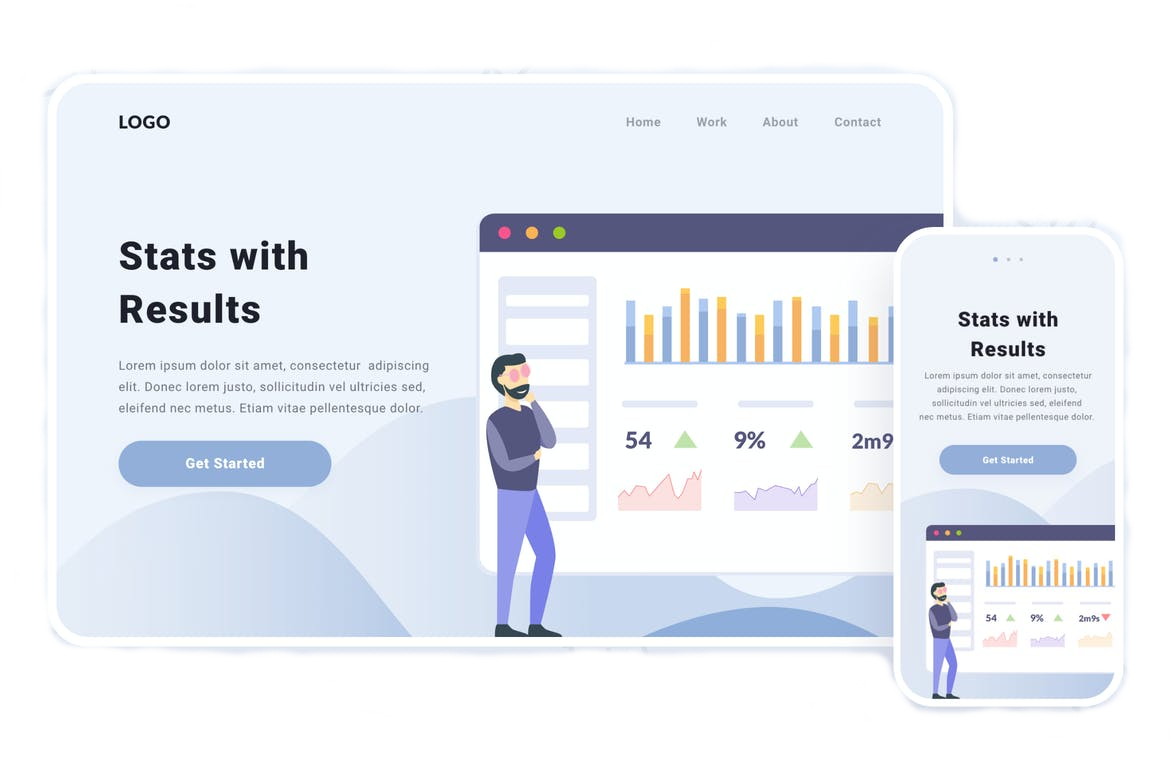 LOGO
Home Work About Contact
Stats with
Results
Lorem ipsum dolor sit amet, consectetur adipiscing
elit. Donec lorem justo, sollicitudin vel ultricies sed,
eleifend nec metus. Etiam vitae pellentesque dolor.
Get Started
54 9% 2m9
Stats with
Results
Lorem ipsum dolor sit amet, consectetur
adipiscing elit. Donec lorem justo,
sollicitudin vel ultricies sed, eleifend
nec metus. Etiam vitae pellentesque dolor.
Get Started
54 9% 2m9s